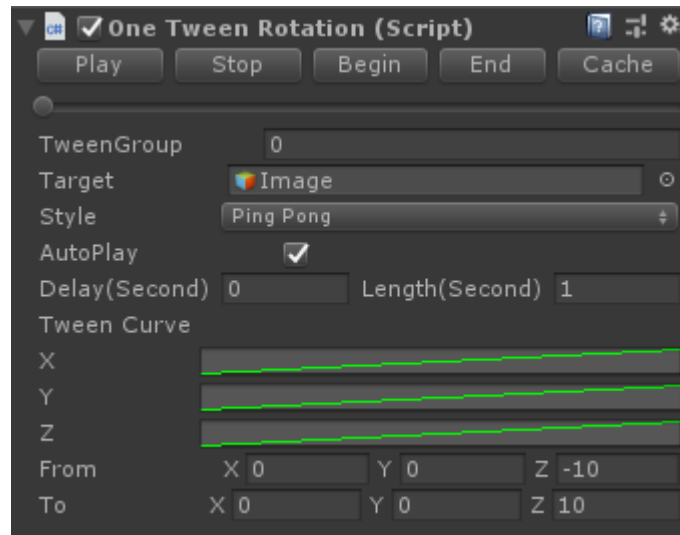 C# One Tween Rotation (Script)
Play Stop Begin End Cache
TweenGroup 0
Target Image
Style Ping Pong
AutoPlay
Delay(Second) 0 Length(Second) 1
Tween Curve
X
Y
Z
From X 0 Y 0 Z -10
To X 0 Y 0 Z 10